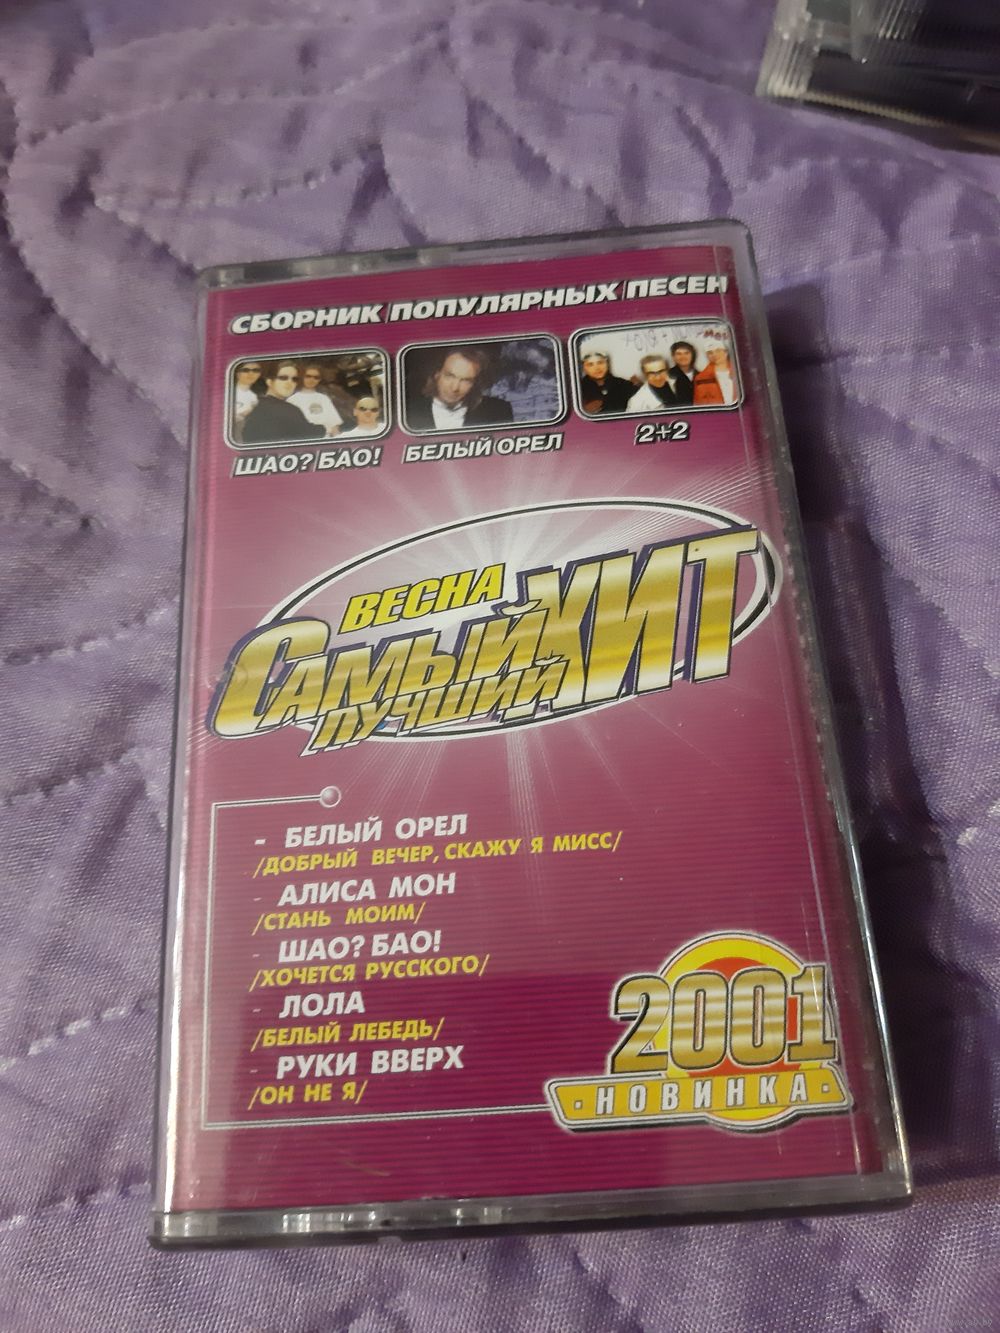 СБОРНИК ПОПУЛЯРНЫХ ПЕСЕН
ШАО? БАО!
БЕЛЫЙ ОРЕЛ
2+2
ВЕСНА
САМЫЙ ХИТ
ЛУЧШИЙ
- БЕЛЫЙ ОРЕЛ
/ДОБРЫЙ ВЕЧЕР, СКАЖУ Я МИСС/
- АЛИСА МОН
/СТАНЬ МОИМ/
- ШАО? БАО!
/ХОЧЕТСЯ РУССКОГО/
- ЛОЛА
/БЕЛЫЙ ЛЕБЕДЬ/
- РУКИ ВВЕРХ
/ОН НЕ Я/
2001
·НОВИНКА·